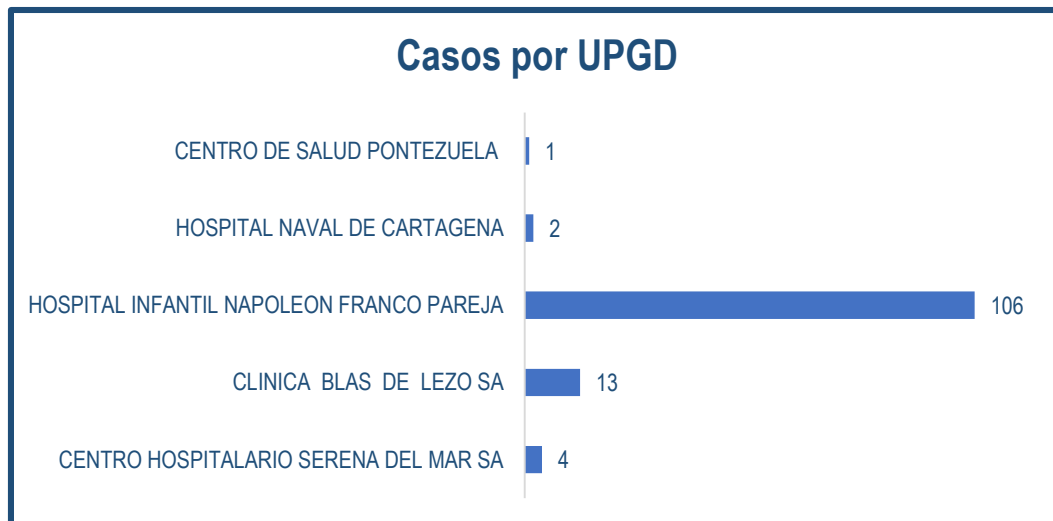 Casos por UPGD
CENTRO DE SALUD PONTEZUELA 1
HOSPITAL NAVAL DE CARTAGENA 2
HOSPITAL INFANTIL NAPOLEON FRANCO PAREJA 106
CLINICA BLAS DE LEZO SA 13
CENTRO HOSPITALARIO SERENA DEL MAR SA 4